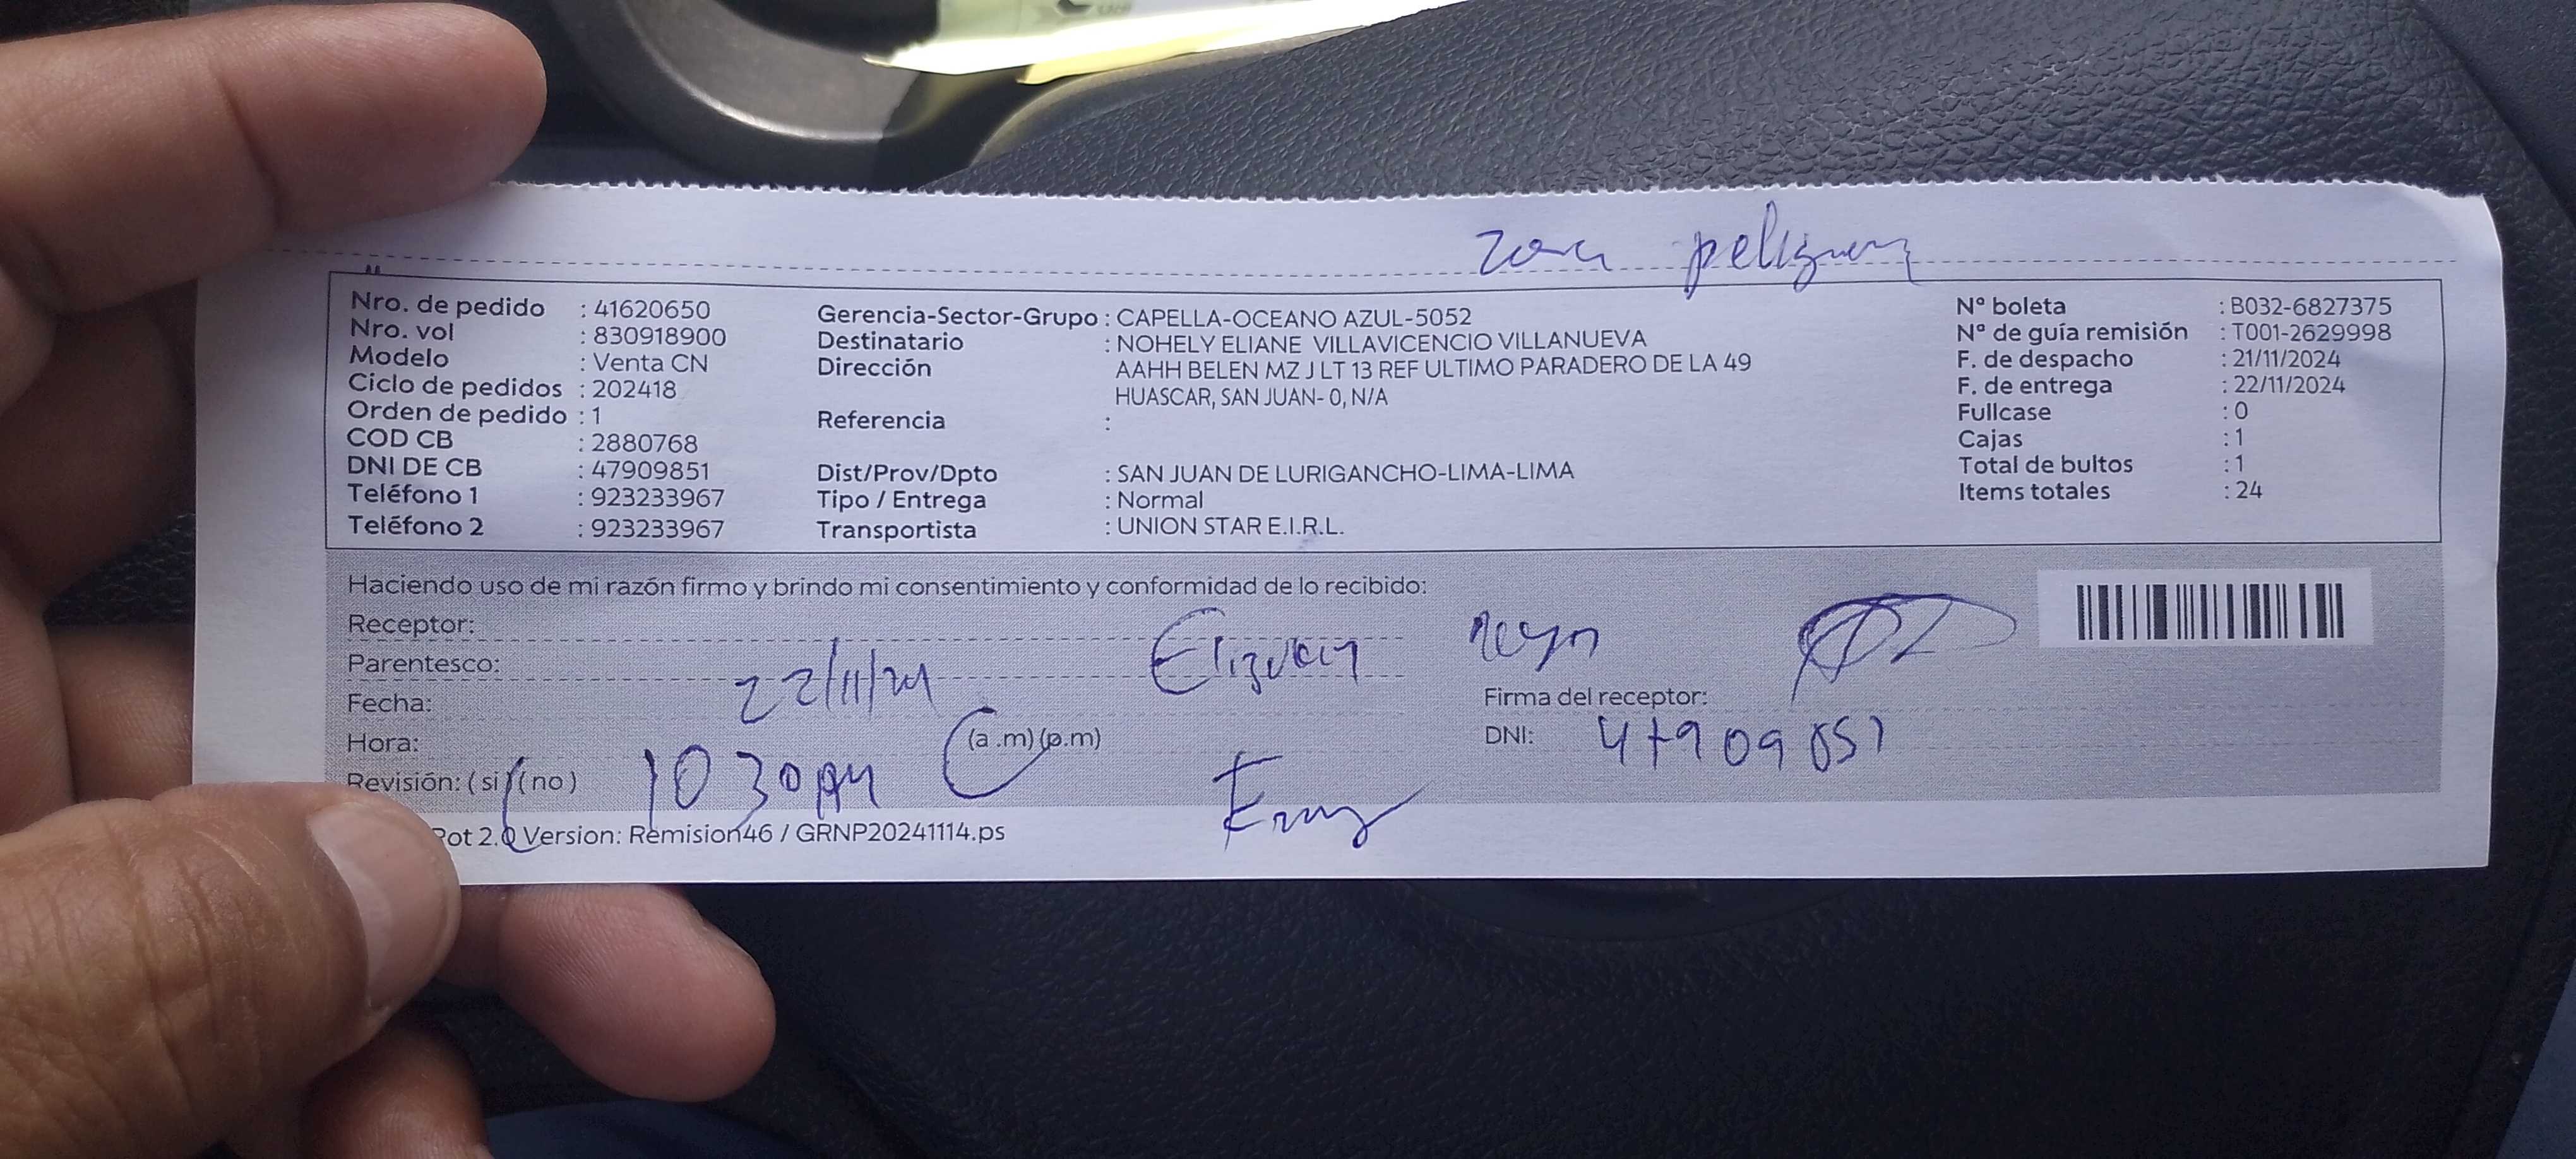 zona peligrosa
Nro. de pedido : 41620650
Nro. vol : 830918900
Modelo : Venta CN
Ciclo de pedidos : 202418
Orden de pedido : 1
COD CB : 2880768
DNI DE CB : 47909851
Teléfono 1 : 923233967
Teléfono 2 : 923233967
Gerencia-Sector-Grupo : CAPELLA-OCEANO AZUL-5052
Destinatario : NOHELY ELIANE VILLAVICENCIO VILLANUEVA
Dirección AAHH BELEN MZ J LT 13 REF ULTIMO PARADERO DE LA 49
HUASCAR, SAN JUAN- 0, N/A
Referencia :
Dist/Prov/Dpto : SAN JUAN DE LURIGANCHO-LIMA-LIMA
Tipo / Entrega : Normal
Transportista : UNION STAR E.I.R.L.
Nº boleta : B032-6827375
Nº de guía remisión : T001-2629998
F. de despacho : 21/11/2024
F. de entrega : 22/11/2024
Fullcase : 0
Cajas : 1
Total de bultos : 1
Items totales : 24
Haciendo uso de mi razón firmo y brindo mi consentimiento y conformidad de lo recibido:
Receptor:
Parentesco:
Fecha: 22/11/24
Hora: (a .m) (p.m)
Revisión: ( si ) ( no ) 10 30
Firma del receptor:
DNI: 47909851
2.0 Version: Remision46 / GRNP20241114.ps